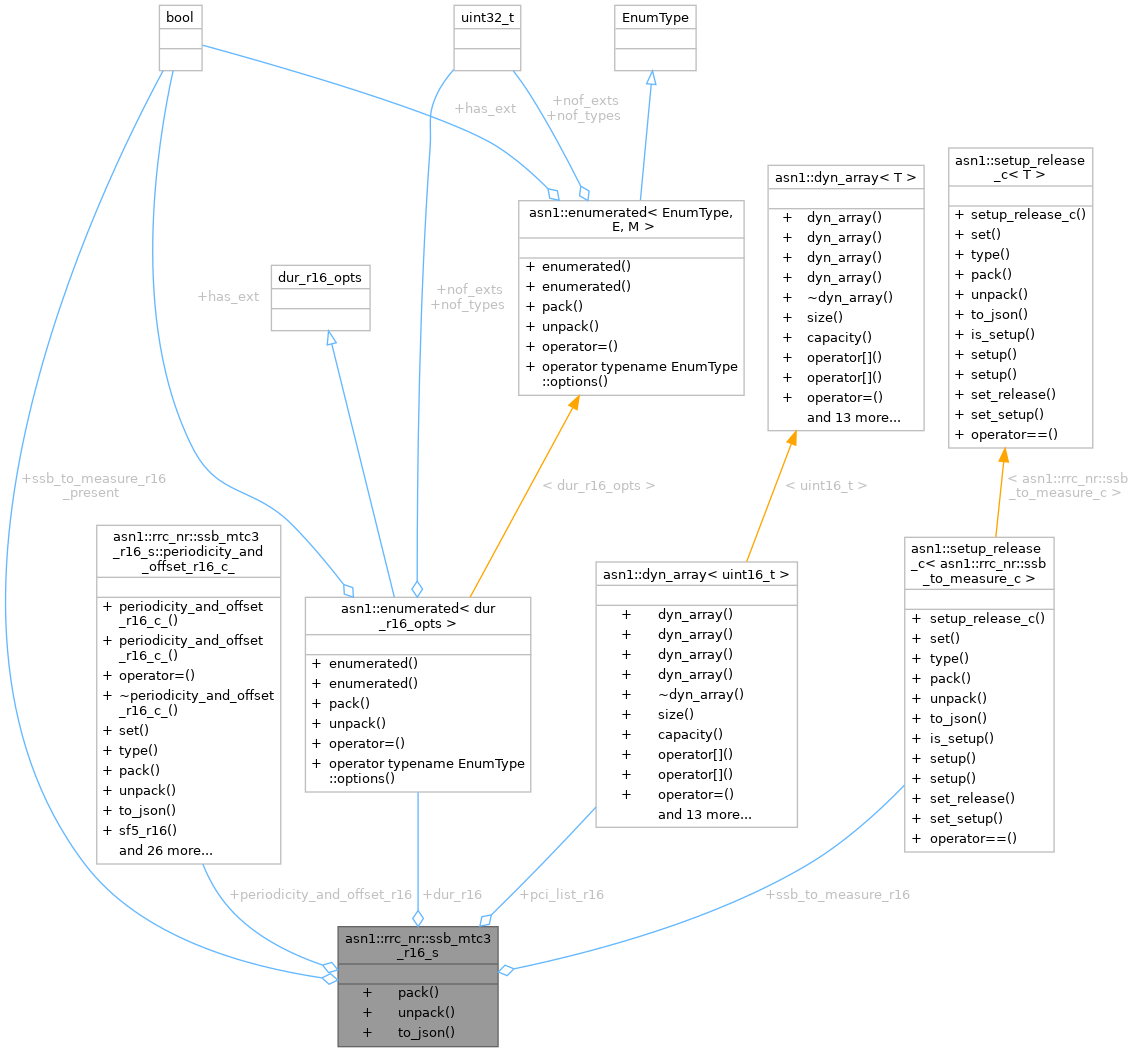 bool
uint32_t
EnumType
+has_ext
+nof_exts
+nof_types
asn1::setup_release
_c< T >
+ setup_release_c()
+ set()
+ type()
+ pack()
+ unpack()
+ to_json()
+ is_setup()
+ setup()
+ setup()
+ set_release()
+ set_setup()
+ operator==()
asn1::dyn_array< T >
+ dyn_array()
+ dyn_array()
+ dyn_array()
+ dyn_array()
+ ~dyn_array()
+ size()
+ capacity()
+ operator[]()
+ operator[]()
+ operator=()
and 13 more...
asn1::enumerated< EnumType,
E, M >
+ enumerated()
+ enumerated()
+ pack()
+ unpack()
+ operator=()
+ operator typename EnumType
::options()
dur_r16_opts
+has_ext
+nof_exts
+nof_types
+ssb_to_measure_r16
_present
< dur_r16_opts >
< uint16_t >
< asn1::rrc_nr::ssb
_to_measure_c >
asn1::rrc_nr::ssb_mtc3
_r16_s::periodicity_and
_offset_r16_c_
+ periodicity_and_offset
_r16_c_()
+ periodicity_and_offset
_r16_c_()
+ operator=()
+ ~periodicity_and_offset
_r16_c_()
+ set()
+ type()
+ pack()
+ unpack()
+ to_json()
+ sf5_r16()
and 26 more...
asn1::enumerated< dur
_r16_opts >
+ enumerated()
+ enumerated()
+ pack()
+ unpack()
+ operator=()
+ operator typename EnumType
::options()
asn1::dyn_array< uint16_t >
+ dyn_array()
+ dyn_array()
+ dyn_array()
+ dyn_array()
+ ~dyn_array()
+ size()
+ capacity()
+ operator[]()
+ operator[]()
+ operator=()
and 13 more...
asn1::setup_release
_c< asn1::rrc_nr::ssb
_to_measure_c >
+ setup_release_c()
+ set()
+ type()
+ pack()
+ unpack()
+ to_json()
+ is_setup()
+ setup()
+ setup()
+ set_release()
+ set_setup()
+ operator==()
+periodicity_and_offset_r16
+dur_r16
+pci_list_r16
+ssb_to_measure_r16
asn1::rrc_nr::ssb_mtc3
_r16_s
+ pack()
+ unpack()
+ to_json()